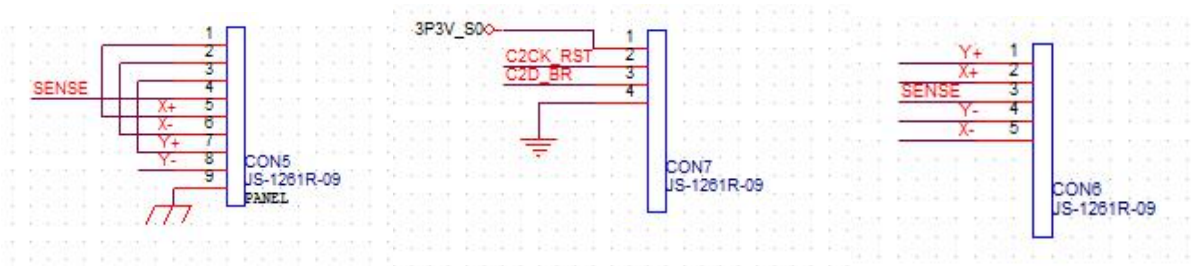 1
2
3
SENSE 4
X+ 5
X- 6
Y+ 7
Y- 8
9
CON5
JS-1261R-09
PANEL
3P3V_S0
1
C2CK_RST 2
C2D_BR 3
4
CON7
JS-1261R-09
Y+ 1
X+ 2
SENSE 3
Y- 4
X- 5
CON6
JS-1261R-09